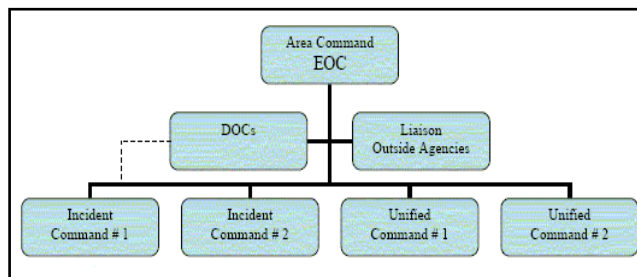 Area Command
EOC
DOCs
Liaison
Outside Agencies
Incident
Command # 1
Incident
Command # 2
Unified
Command # 1
Unified
Command # 2